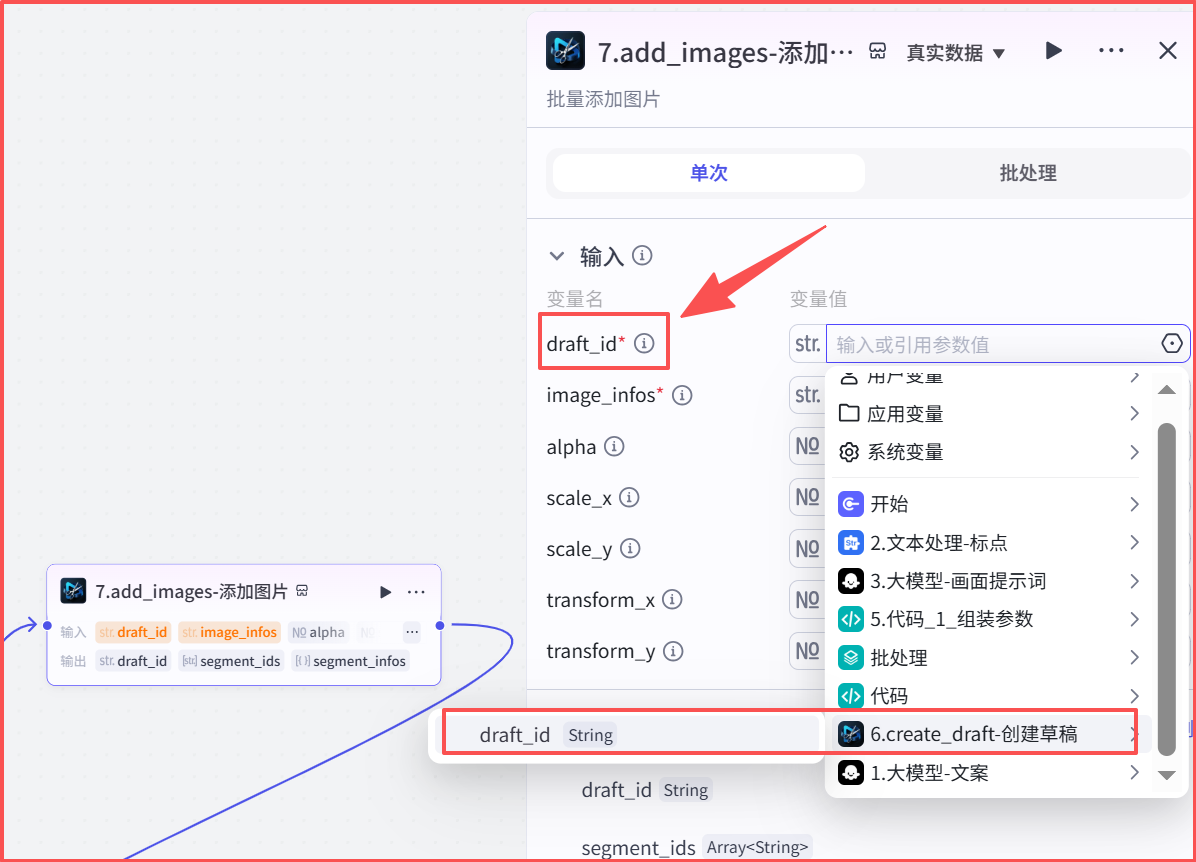 7.add_images-添加··· 真实数据
批量添加图片
单次 批处理
输入
变量名 变量值
draft_id* str. 输入或引用参数值
image_infos* str.
alpha №
scale_x №
scale_y №
transform_x №
transform_y №
用户变量
应用变量
系统变量
开始
2.文本处理-标点
3.大模型-画面提示词
5.代码_1_组装参数
批处理
代码
6.create_draft-创建草稿
1.大模型-文案
draft_id String
draft_id String
segment_ids Array<String>
7.add_images-添加图片
输入 str. draft_id str. image_infos № alpha №
输出 str. draft_id [str] segment_ids [()] segment_infos